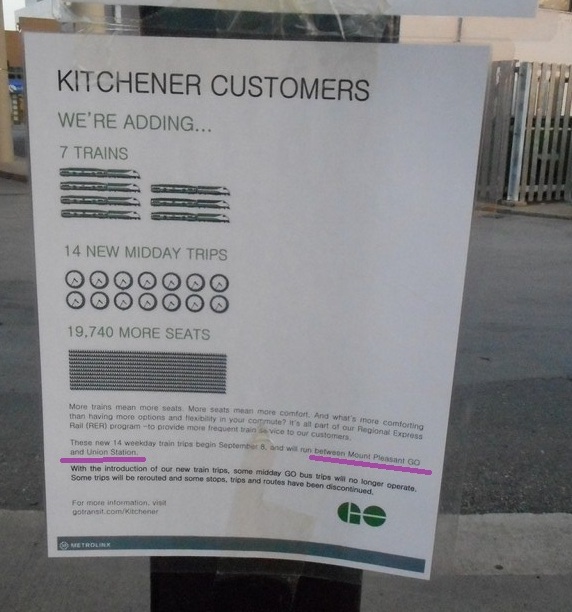 KITCHENER CUSTOMERS
WE'RE ADDING...
7 TRAINS
14 NEW MIDDAY TRIPS
19,740 MORE SEATS
More trains mean more seats. More seats mean more comfort. And what's more comforting
than having more options and flexibility in your commute? It's all part of our Regional Express
Rail (RER) program –to provide more frequent train service to our customers.
These new 14 weekday train trips begin September 8, and will run between Mount Pleasant GO
and Union Station.
With the introduction of our new train trips, some midday GO bus trips will no longer operate.
Some trips will be rerouted and some stops, trips and routes have been discontinued.
For more information, visit
gotransit.com/Kitchener
GO
METROLINX